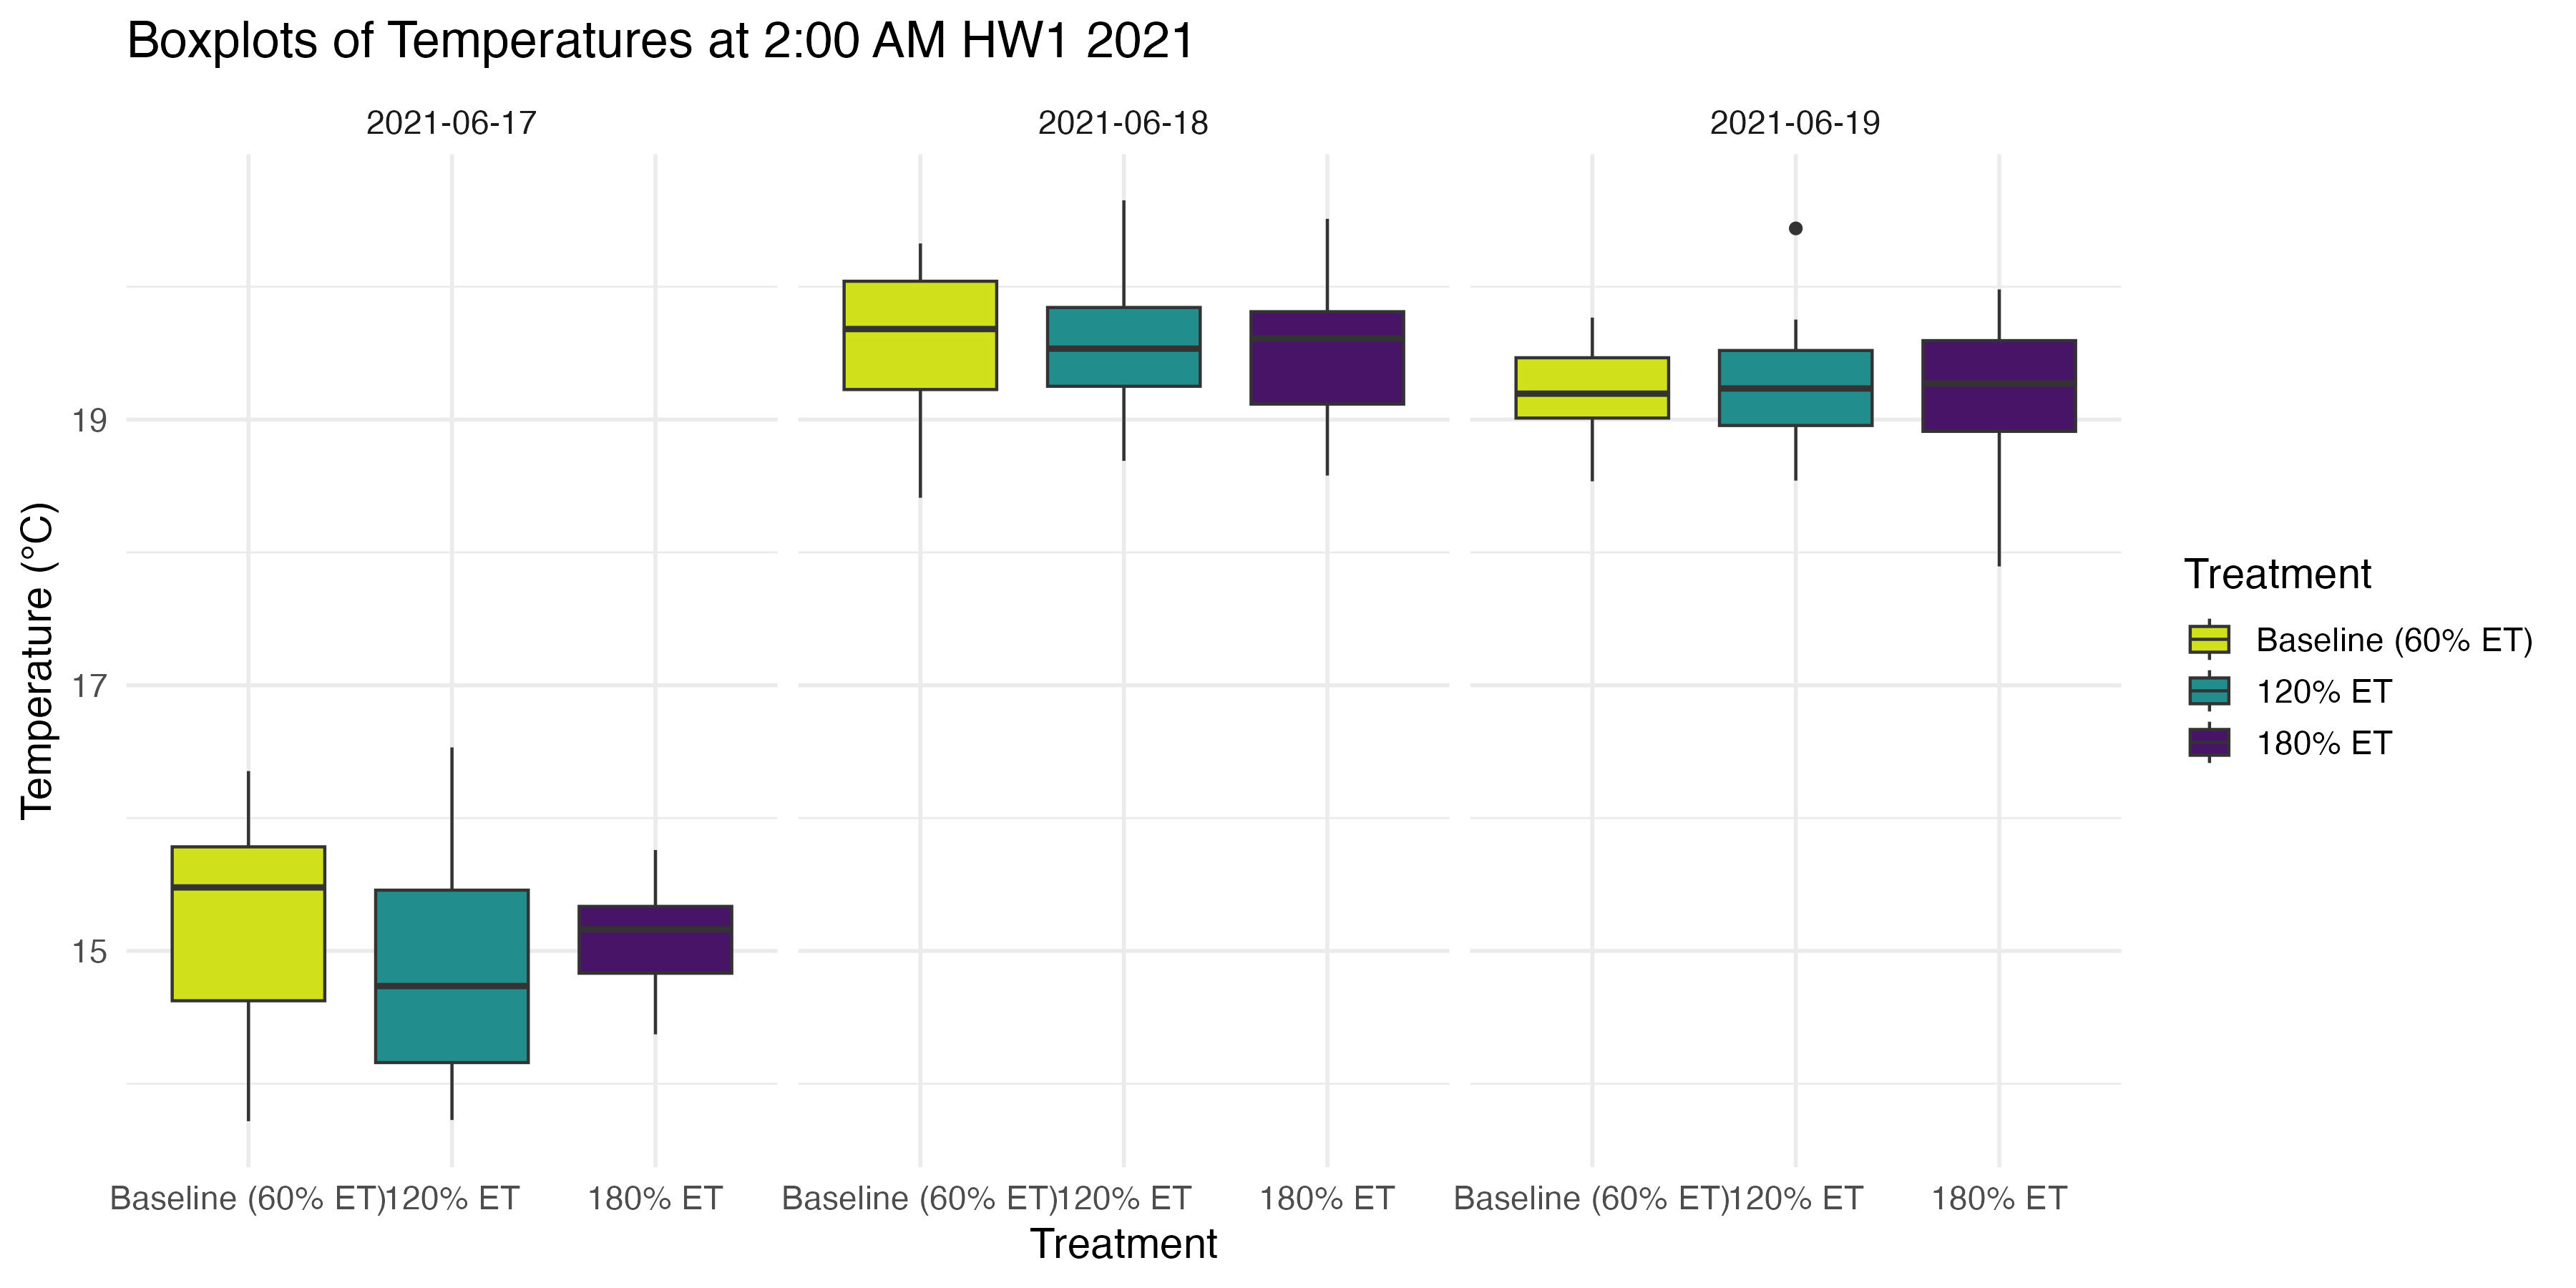 Boxplots of Temperatures at 2:00 AM HW1 2021
2021-06-17 2021-06-18 2021-06-19
Temperature (°C)
19
17
15
Baseline (60% ET) 120% ET 180% ET Baseline (60% ET) 120% ET 180% ET Baseline (60% ET) 120% ET 180% ET
Treatment
Treatment
Baseline (60% ET)
120% ET
180% ET